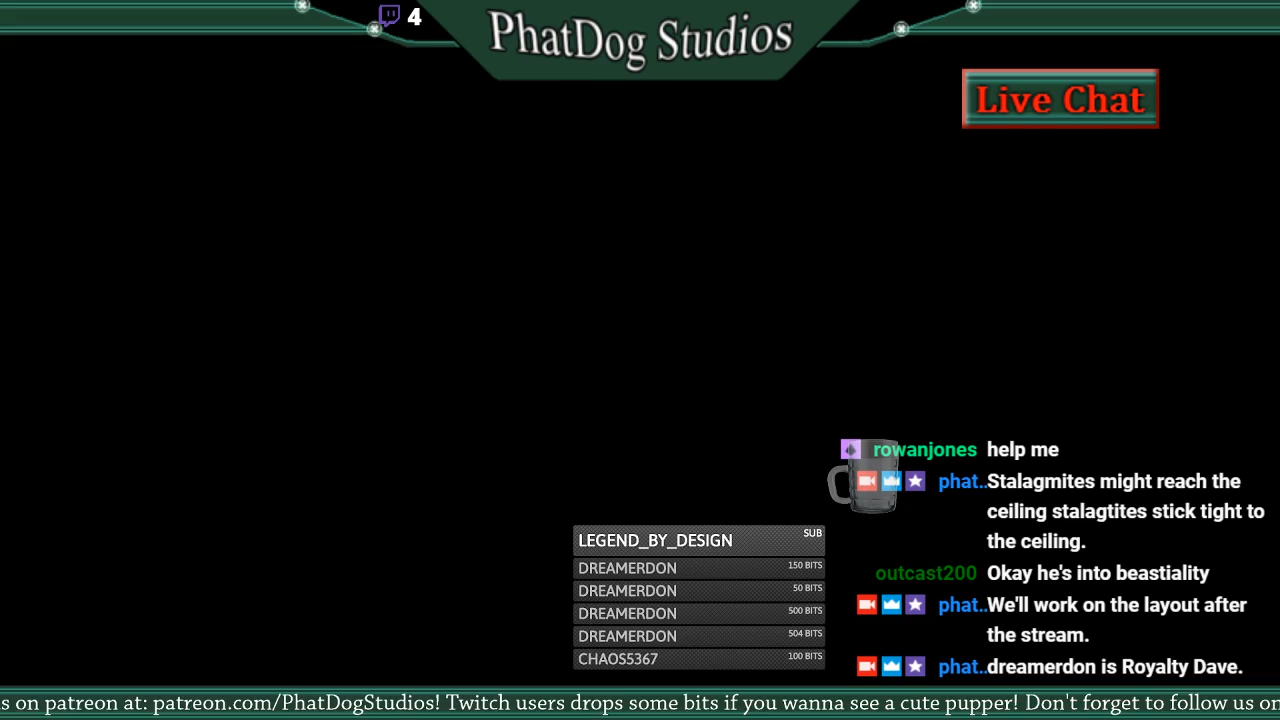 4
PhatDog Studios
Live Chat
rowanjones help me
phat.. Stalagmites might reach the
ceiling stalagtites stick tight to
the ceiling.
outcast200 Okay he's into beastiality
phat.. We'll work on the layout after
the stream.
phat.. dreamerdon is Royalty Dave.
LEGEND_BY_DESIGN SUB
DREAMERDON 150 BITS
DREAMERDON 50 BITS
DREAMERDON 500 BITS
DREAMERDON 504 BITS
CHAOS5367 100 BITS
s on patreon at: patreon.com/PhatDogStudios! Twitch users drops some bits if you wanna see a cute pupper! Don't forget to follow us on